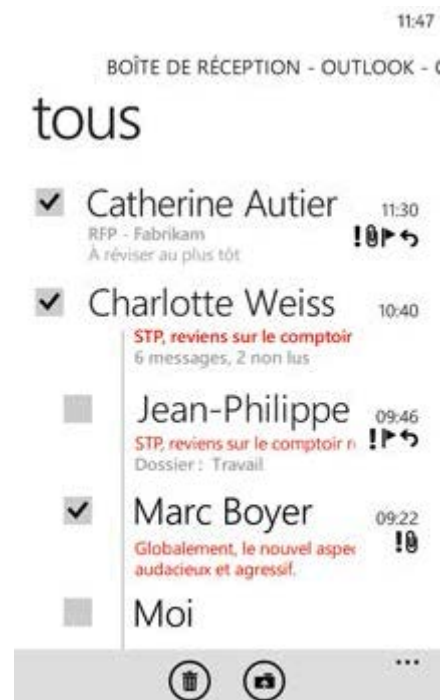 11:47
BOÎTE DE RÉCEPTION - OUTLOOK -
tous
Catherine Autier 11:30
RFP - Fabrikam
À réviser au plus tôt
Charlotte Weiss 10:40
STP, reviens sur le comptoir
6 messages, 2 non lus
Jean-Philippe 09:46
STP, reviens sur le comptoir
Dossier : Travail
Marc Boyer 09:22
Globalement, le nouvel aspec
audacieux et agressif.
Moi
...